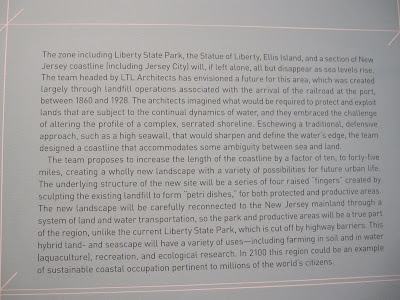 The zone including Liberty State Park, the Statue of Liberty, Ellis Island, and a section of New
Jersey coastline (including Jersey City) will, if left alone, all but disappear as sea levels rise.
The team headed by LTL Architects has envisioned a future for this area, which was created
largely through landfill operations associated with the arrival of the railroad at the port,
between 1860 and 1928. The architects imagined what would be required to protect and exploit
lands that are subject to the continual dynamics of water, and they embraced the challenge
of altering the profile of a complex, serrated shoreline. Eschewing a traditional, defensive
approach, such as a high seawall, that would sharpen and define the water's edge, the team
designed a coastline that accommodates some ambiguity between sea and land.
The team proposes to increase the length of the coastline by a factor of ten, to forty-five
miles, creating a wholly new landscape with a variety of possibilities for future urban life.
The underlying structure of the new site will be a series of four raised "fingers" created by
sculpting the existing landfill to form "petri dishes," for both protected and productive areas.
The new landscape will be carefully reconnected to the New Jersey mainland through a
system of land and water transportation, so the park and productive areas will be a true part
of the region, unlike the current Liberty State Park, which is cut off by highway barriers. This
hybrid land- and seascape will have a variety of uses—including farming in soil and in water
(aquaculture), recreation, and ecological research. In 2100 this region could be an example
of sustainable coastal occupation pertinent to millions of the world's citizens.